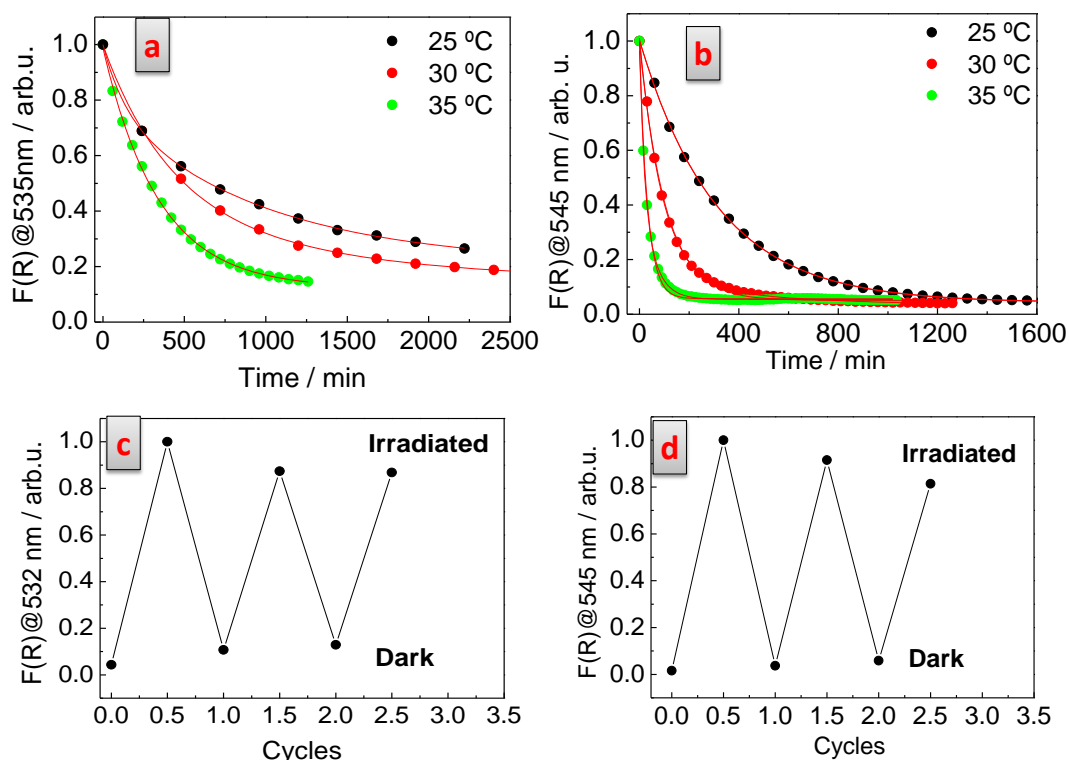 a
25 ºC
30 ºC
35 ºC
1.0
0.8
0.6
0.4
0.2
0.0
F(R)@535nm / arb.u.
0 500 1000 1500 2000 2500
Time / min
b
25 ºC
30 ºC
35 ºC
1.0
0.8
0.6
0.4
0.2
0.0
F(R)@545 nm / arb. u.
0 400 800 1200 1600
Time / min
c
Irradiated
Dark
1.0
0.8
0.6
0.4
0.2
0.0
F(R)@532 nm / arb.u.
0.0 0.5 1.0 1.5 2.0 2.5 3.0 3.5
Cycles
d
Irradiated
Dark
1.0
0.8
0.6
0.4
0.2
0.0
F(R)@545 nm / arb.u.
0.0 0.5 1.0 1.5 2.0 2.5 3.0 3.5
Cycles